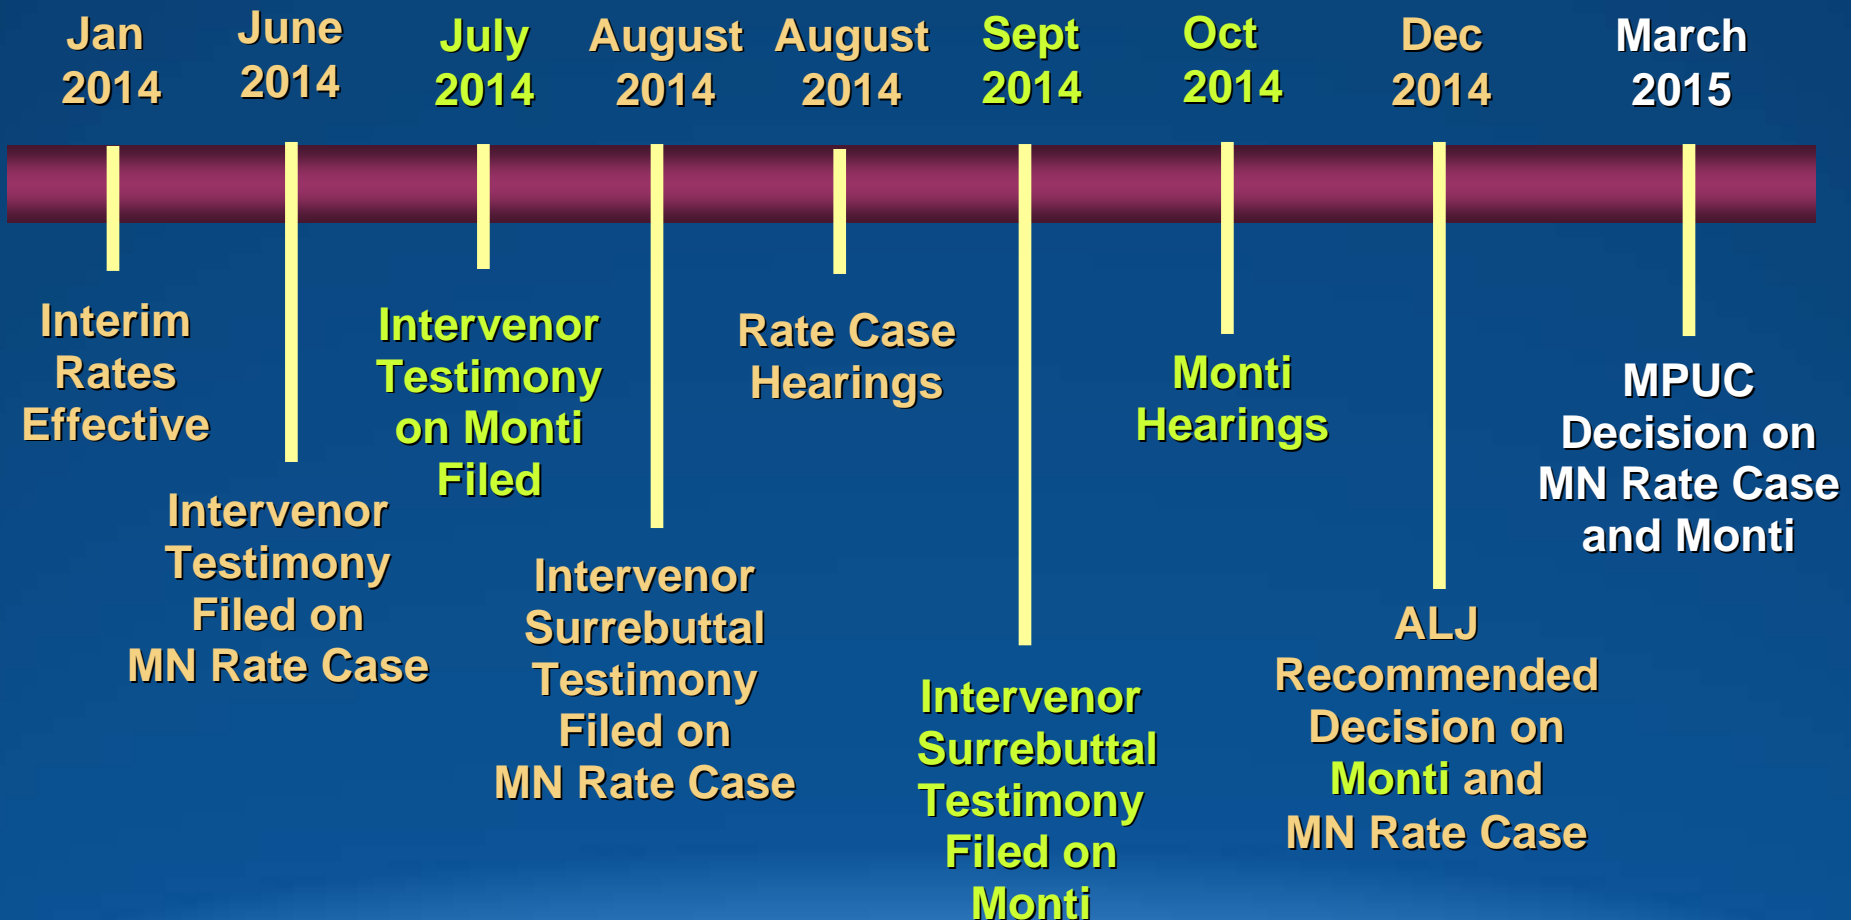 Jan
2014
June
2014
July
2014
August
2014
August
2014
Sept
2014
Oct
2014
Dec
2014
March
2015
Interim
Rates
Effective
Intervenor
Testimony
Filed on
MN Rate Case
Intervenor
Testimony
on Monti
Filed
Intervenor
Surrebuttal
Testimony
Filed on
MN Rate Case
Rate Case
Hearings
Intervenor
Surrebuttal
Testimony
Filed on
Monti
Monti
Hearings
ALJ
Recommended
Decision on
Monti and
MN Rate Case
MPUC
Decision on
MN Rate Case
and Monti